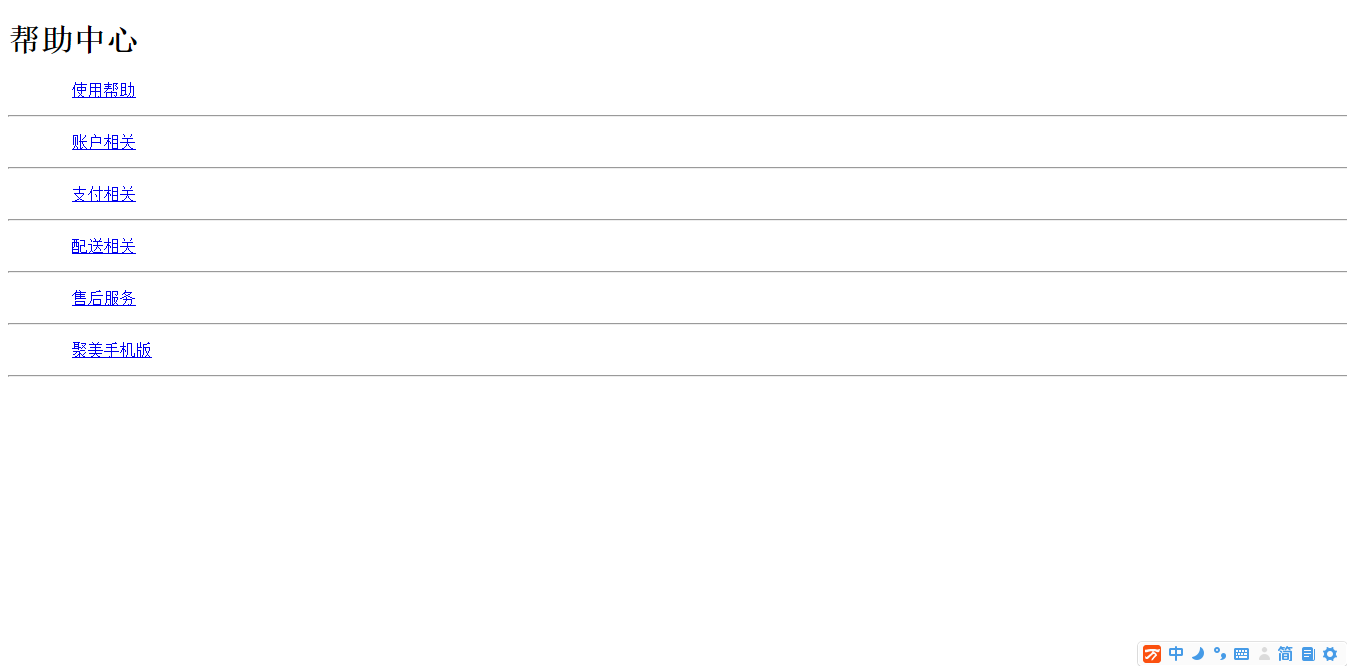 帮助中心
使用帮助
账户相关
支付相关
配送相关
售后服务
聚美手机版
中 简